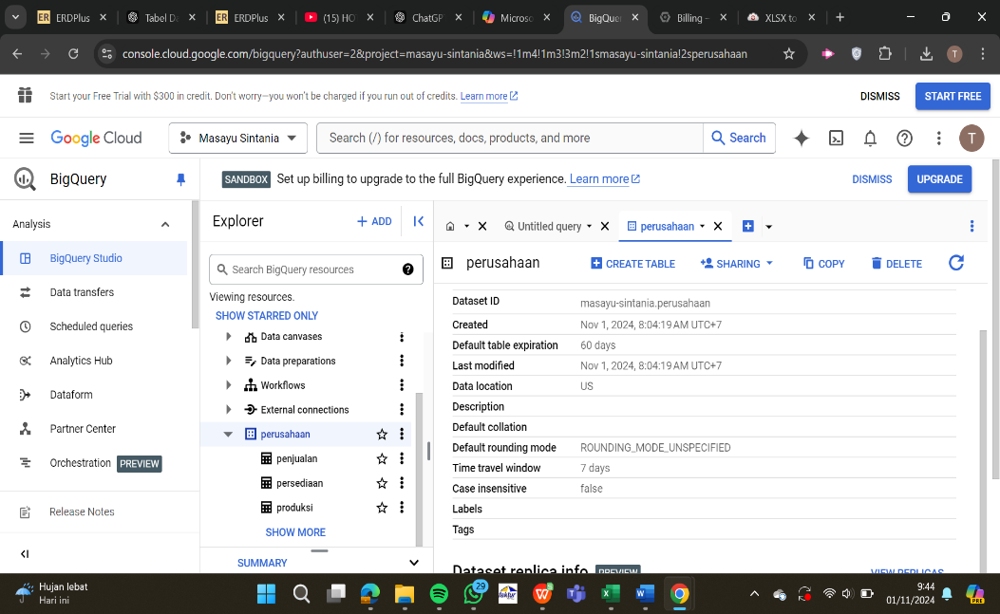 ERDPlus
Tabel Da
ERDPlus
(15) HO
ChatGP
Microso
BigQue
Billing –
XLSX to
console.cloud.google.com/bigquery?authuser=2&project=masayu-sintania&ws=!1m4!1m3!3m2!1smasayu-sintania!2sperusahaan
T
Start your Free Trial with $300 in credit. Don't worry—you won't be charged if you run out of credits. Learn more
DISMISS
START FREE
Google Cloud
Masayu Sintania
Search (/) for resources, docs, products, and more
Search
T
BigQuery
SANDBOX Set up billing to upgrade to the full BigQuery experience. Learn more
DISMISS
UPGRADE
Analysis
BigQuery Studio
Data transfers
Scheduled queries
Analytics Hub
Dataform
Partner Center
Orchestration PREVIEW
Release Notes
Explorer
+ ADD
Search BigQuery resources
Viewing resources.
SHOW STARRED ONLY
Data canvases
Data preparations
Workflows
External connections
perusahaan
penjualan
persediaan
produksi
SHOW MORE
SUMMARY
Untitled query
perusahaan
perusahaan
CREATE TABLE
SHARING
COPY
DELETE
Dataset ID masayu-sintania.perusahaan
Created Nov 1, 2024, 8:04:19 AM UTC+7
Default table expiration 60 days
Last modified Nov 1, 2024, 8:04:19 AM UTC+7
Data location US
Description
Default collation
Default rounding mode ROUNDING_MODE_UNSPECIFIED
Time travel window 7 days
Case insensitive false
Labels
Tags
Dataset replica info PREVIEW
VIEW REPLICAS
Hujan lebat
Hari ini
29
9:44
01/11/2024